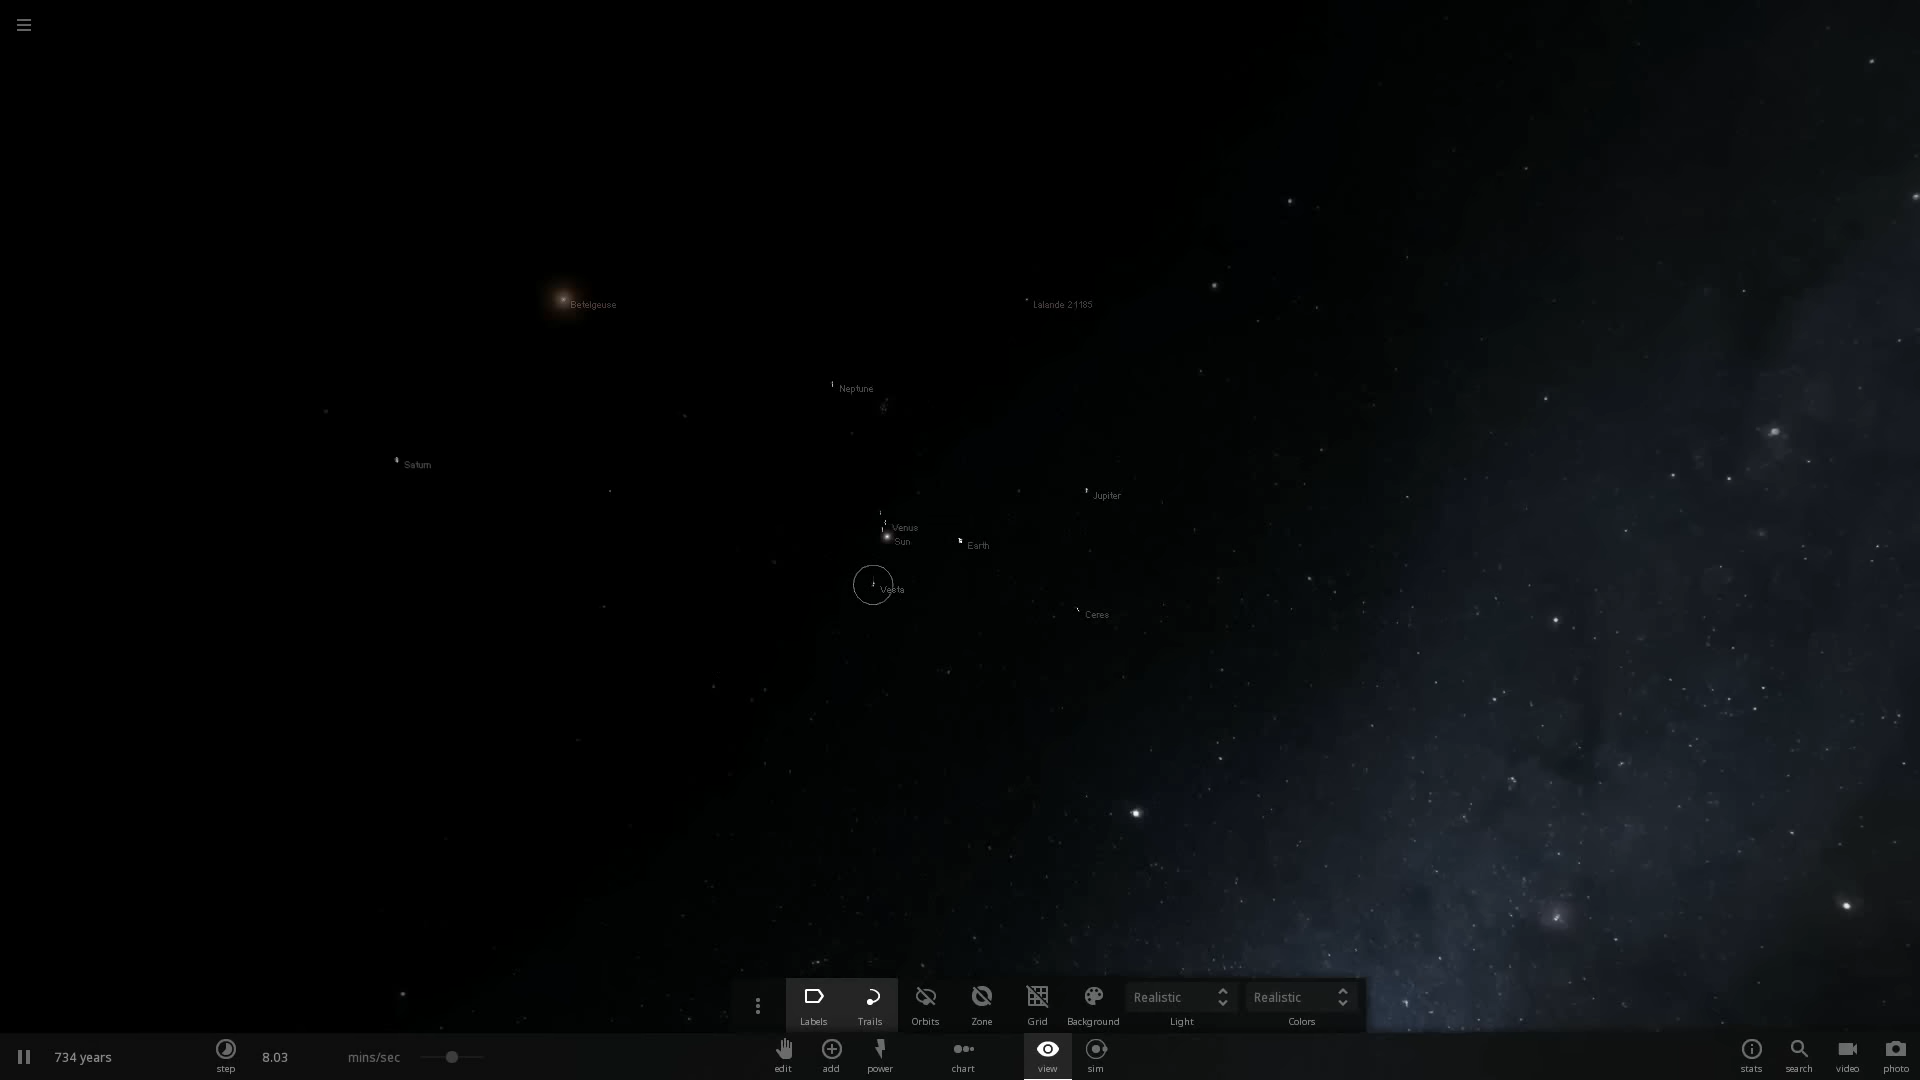 Betelgeuse
Lalande 21185
Neptune
Saturn
Jupiter
Venus
Sun
Earth
Vesta
Ceres
Realistic
Realistic
Labels
Trails
Orbits
Zone
Grid
Background
Light
Colors
734 years
step
8.03
mins/sec
edit
add
power
chart
view
sim
stats
search
video
photo